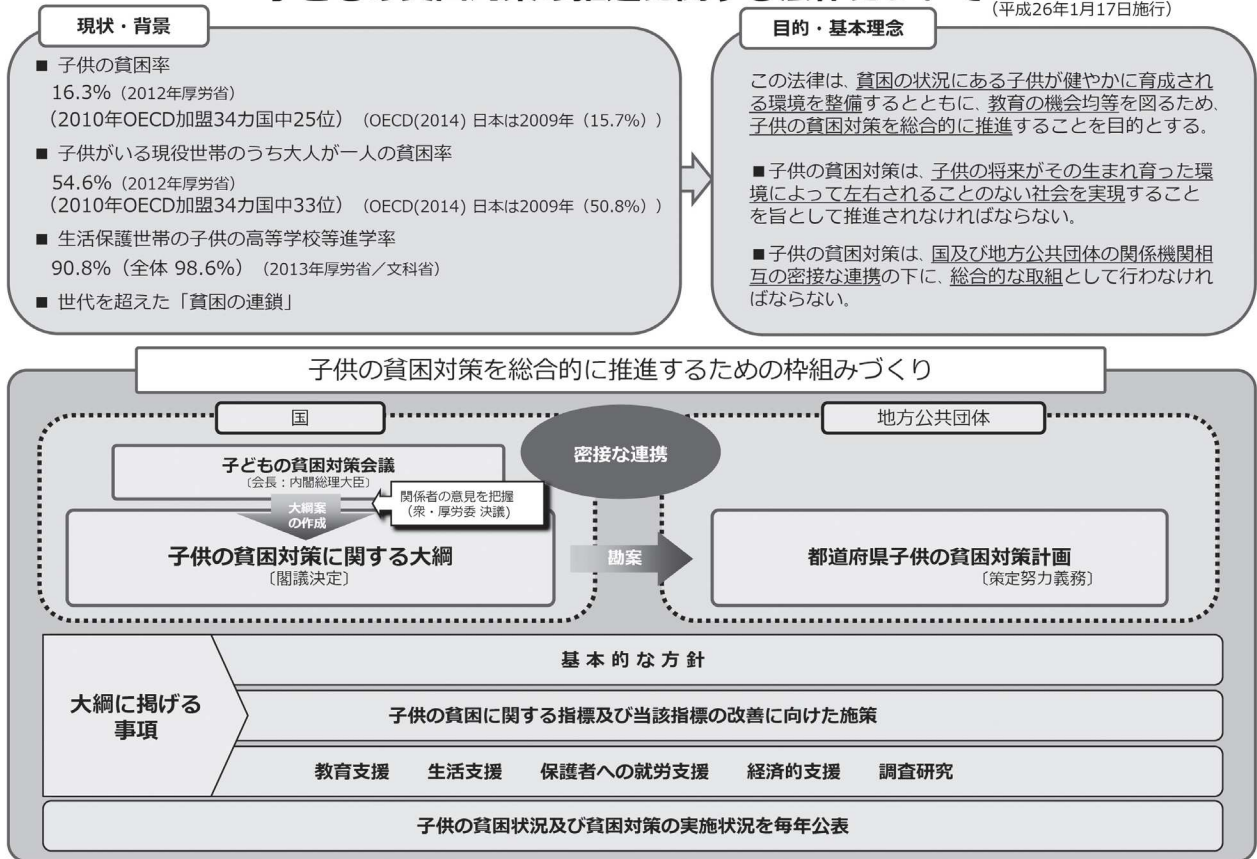 （平成26年1月17日施行）
現状・背景
■ 子供の貧困率
16.3%（2012年厚労省）
（2010年OECD加盟34カ国中25位）（OECD(2014) 日本は2009年（15.7%））
■ 子供がいる現役世帯のうち大人が一人の貧困率
54.6%（2012年厚労省）
（2010年OECD加盟34カ国中33位）（OECD(2014) 日本は2009年（50.8%））
■ 生活保護世帯の子供の高等学校等進学率
90.8%（全体 98.6%）（2013年厚労省／文科省）
■ 世代を超えた「貧困の連鎖」
目的・基本理念
この法律は、貧困の状況にある子供が健やかに育成され
る環境を整備するとともに、教育の機会均等を図るため、
子供の貧困対策を総合的に推進することを目的とする。
■子供の貧困対策は、子供の将来がその生まれ育った環
境によって左右されることのない社会を実現すること
を旨として推進されなければならない。
■子供の貧困対策は、国及び地方公共団体の関係機関相
互の密接な連携の下に、総合的な取組として行わなけれ
ばならない。
子供の貧困対策を総合的に推進するための枠組みづくり
国
子どもの貧困対策会議
〔会長：内閣総理大臣〕
大綱案
の作成
関係者の意見を把握
（衆・厚労委 決議)
子供の貧困対策に関する大綱
〔閣議決定〕
密接な連携
勘案
地方公共団体
都道府県子供の貧困対策計画
〔策定努力義務〕
大綱に掲げる
事項
基 本 的 な 方 針
子供の貧困に関する指標及び当該指標の改善に向けた施策
教育支援　生活支援　保護者への就労支援　経済的支援　調査研究
子供の貧困状況及び貧困対策の実施状況を毎年公表